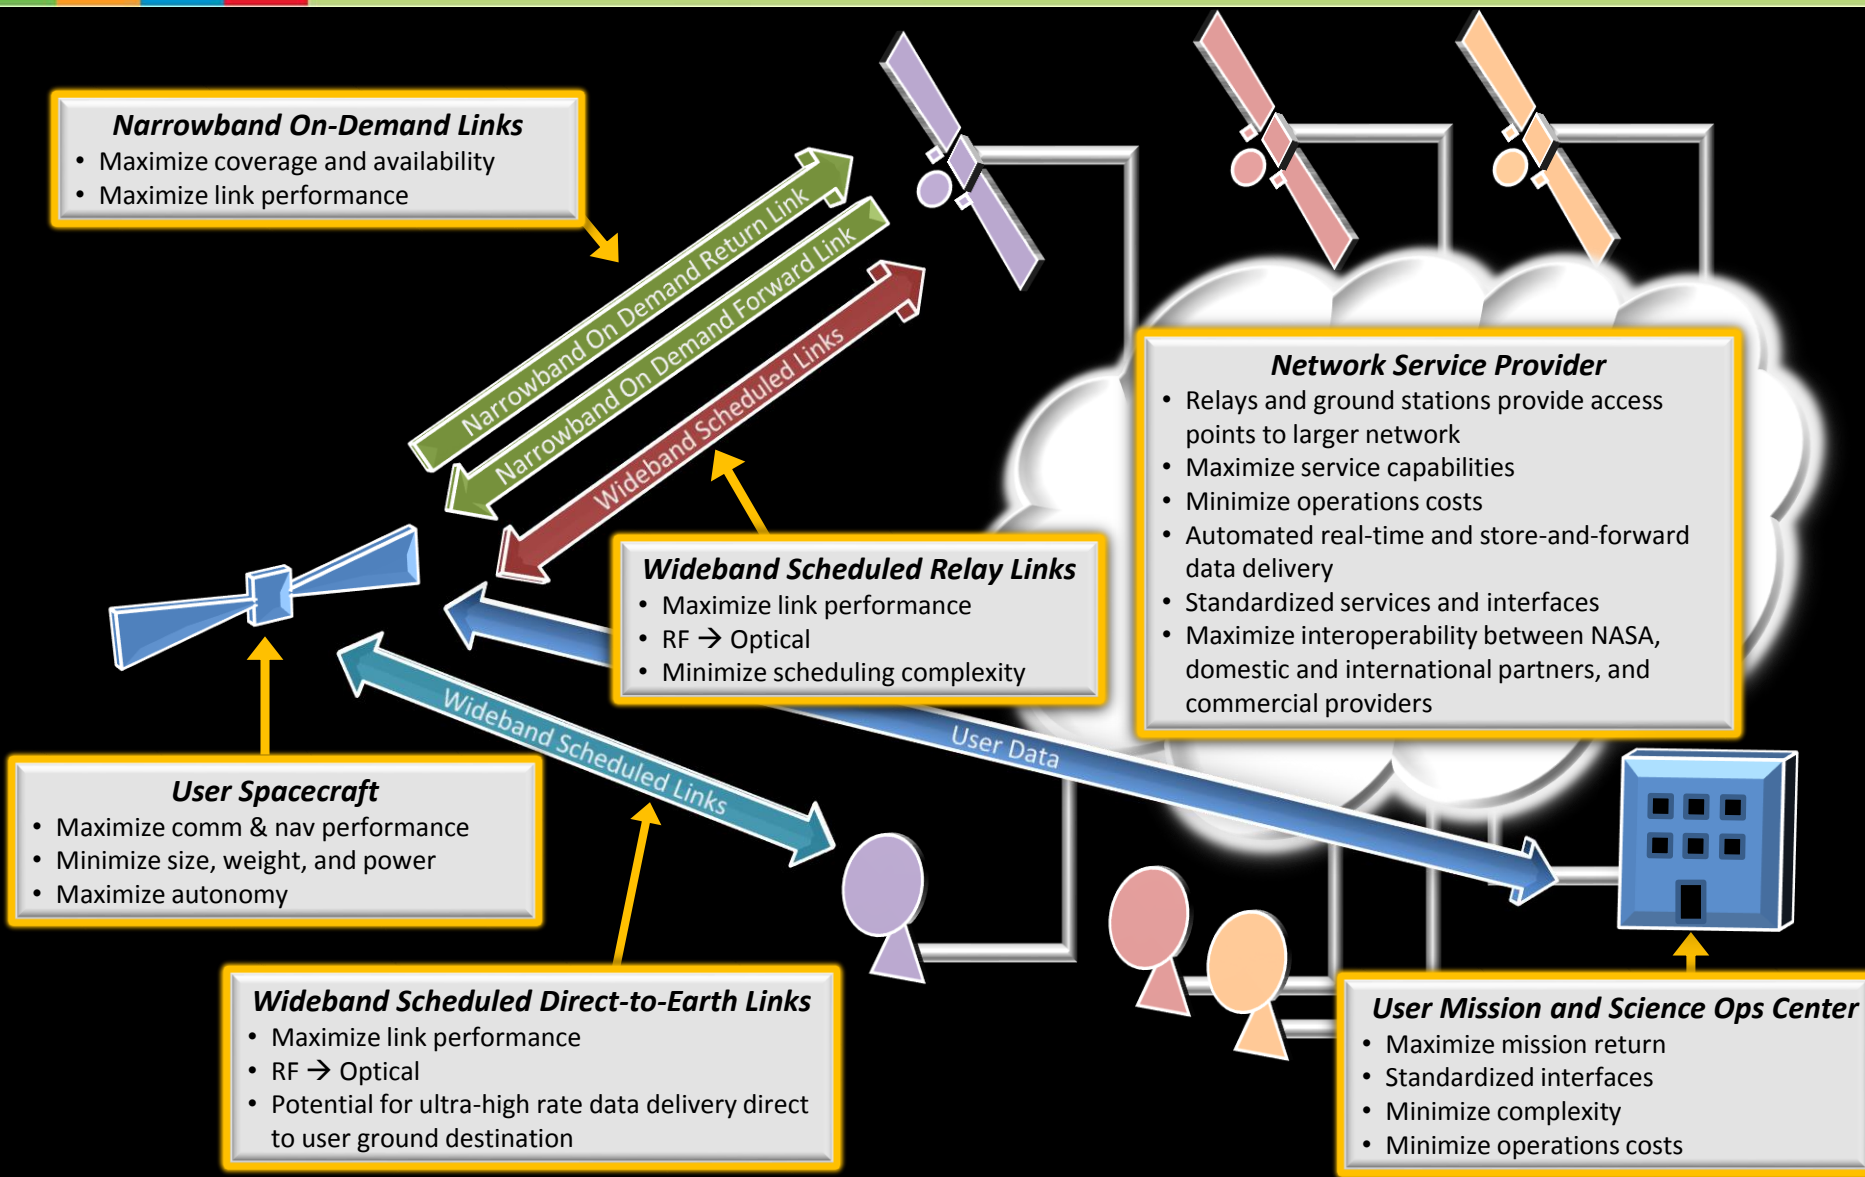 Narrowband On-Demand Links
• Maximize coverage and availability
• Maximize link performance
Narrowband On Demand Return Link
Narrowband On Demand Forward Link
Wideband Scheduled Links
Network Service Provider
• Relays and ground stations provide access
points to larger network
• Maximize service capabilities
• Minimize operations costs
• Automated real-time and store-and-forward
data delivery
• Standardized services and interfaces
• Maximize interoperability between NASA,
domestic and international partners, and
commercial providers
Wideband Scheduled Relay Links
• Maximize link performance
• RF → Optical
• Minimize scheduling complexity
Wideband Scheduled Links
User Data
User Spacecraft
• Maximize comm & nav performance
• Minimize size, weight, and power
• Maximize autonomy
Wideband Scheduled Direct-to-Earth Links
• Maximize link performance
• RF → Optical
• Potential for ultra-high rate data delivery direct
to user ground destination
User Mission and Science Ops Center
• Maximize mission return
• Standardized interfaces
• Minimize complexity
• Minimize operations costs